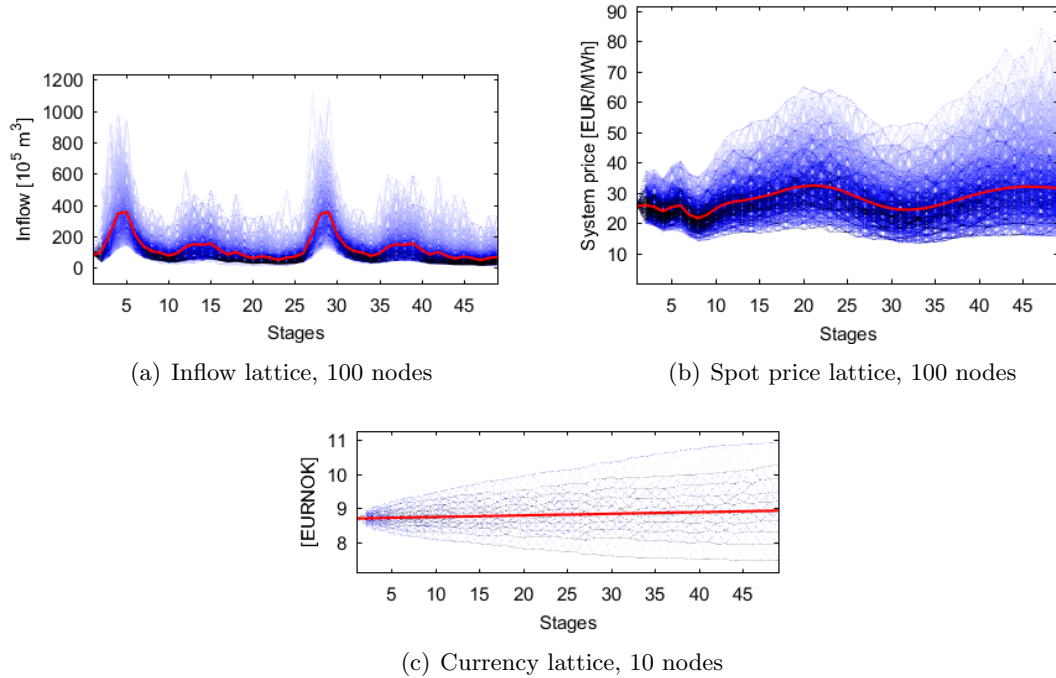 1200
1000
800
600
400
200
0
Inflow [10^5 m^3]
5 10 15 20 25 30 35 40 45
Stages
(a) Inflow lattice, 100 nodes
90
80
70
60
50
40
30
20
10
System price [EUR/MWh]
5 10 15 20 25 30 35 40 45
Stages
(b) Spot price lattice, 100 nodes
11
10
9
8
[EURNOK]
5 10 15 20 25 30 35 40 45
Stages
(c) Currency lattice, 10 nodes